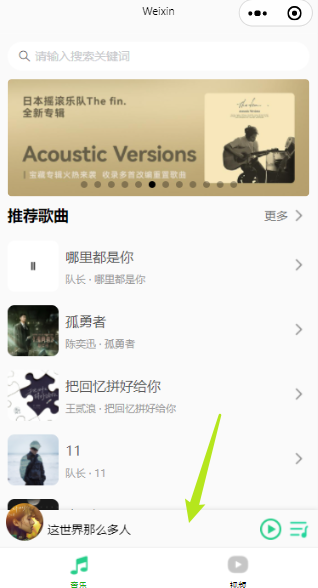 Weixin
请输入搜索关键词
日本摇滚乐队The fin.
全新专辑
Acoustic Versions
宝藏专辑火热来袭 收录多首改编重置歌曲
推荐歌曲
更多
哪里都是你
队长 · 哪里都是你
孤勇者
陈奕迅 · 孤勇者
把回忆拼好给你
王贰浪 · 把回忆拼好给你
11
队长 · 11
这世界那么多人
音乐
视频